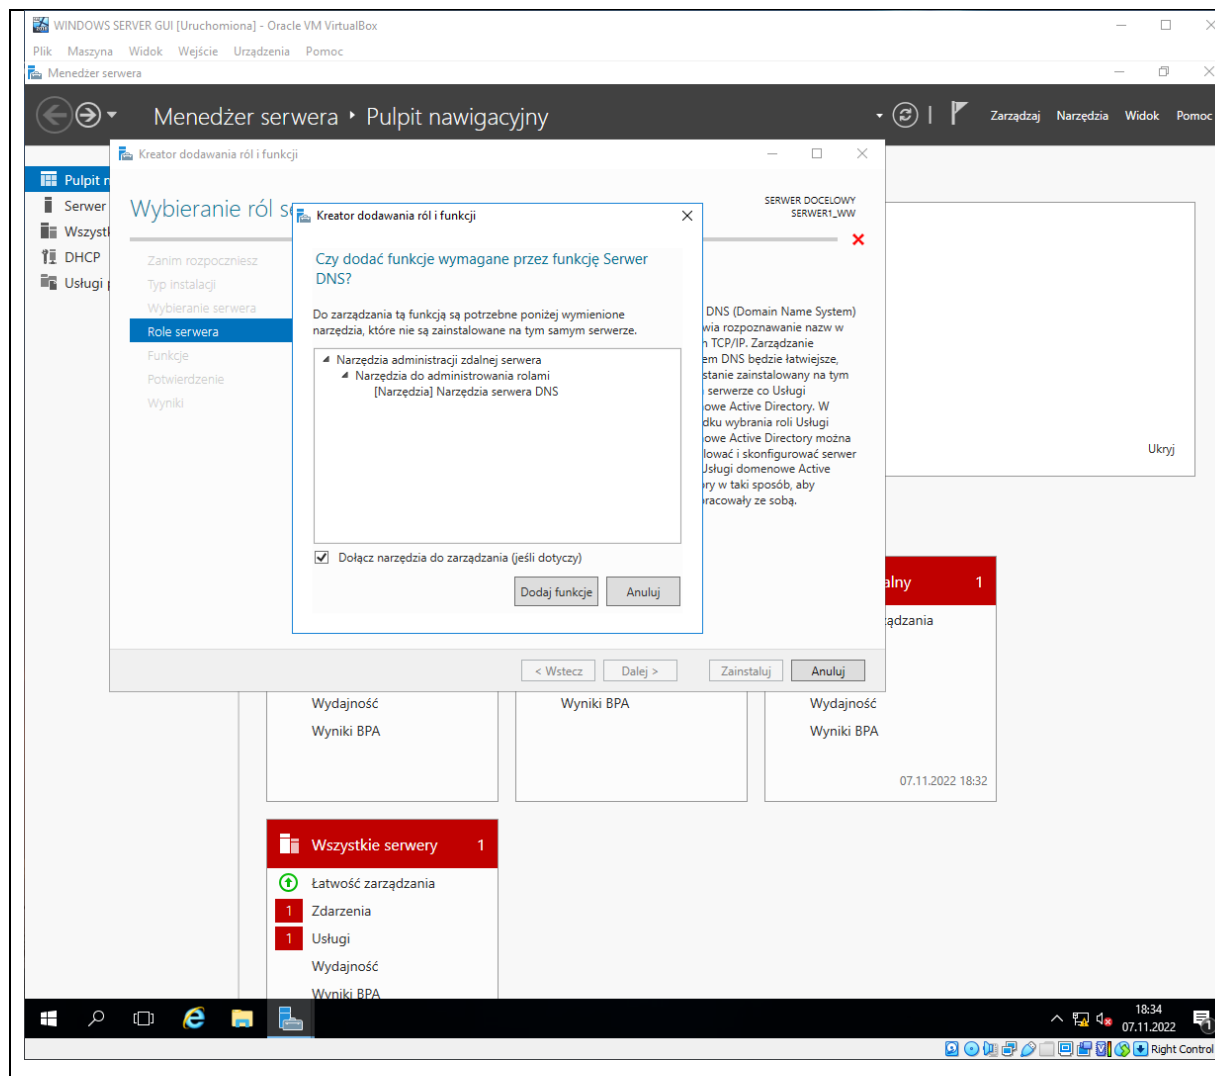 WINDOWS SERVER GUI [Uruchomiona] - Oracle VM VirtualBox
Plik Maszyna Widok Wejście Urządzenia Pomoc
Menedżer serwera
Menedżer serwera Pulpit nawigacyjny
Zarządzaj Narzędzia Widok Pomoc
Pulpit n
Serwer
Wszystk
DHCP
Usługi
Kreator dodawania ról i funkcji
Wybieranie ról se
SERWER DOCELOWY
SERWER1_WW
Zanim rozpoczniesz
Typ instalacji
Wybieranie serwera
Role serwera
Funkcje
Potwierdzenie
Wyniki
Kreator dodawania ról i funkcji
Czy dodać funkcje wymagane przez funkcję Serwer
DNS?
Do zarządzania tą funkcją są potrzebne poniżej wymienione
narzędzia, które nie są zainstalowane na tym samym serwerze.
Narzędzia administracji zdalnej serwera
Narzędzia do administrowania rolami
[Narzędzia] Narzędzia serwera DNS
Dołącz narzędzia do zarządzania (jeśli dotyczy)
Dodaj funkcje Anuluj
DNS (Domain Name System)
wia rozpoznawanie nazw w
TCP/IP. Zarządzanie
em DNS będzie łatwiejsze,
stanie zainstalowany na tym
serwerze co Usługi
owe Active Directory. W
dku wybrania roli Usługi
owe Active Directory można
lować i skonfigurować serwer
Usługi domenowe Active
ry w taki sposób, aby
racowały ze sobą.
< Wstecz Dalej > Zainstaluj Anuluj
Ukryj
alny 1
ądzania
Wydajność
Wyniki BPA
Wyniki BPA
Wydajność
Wyniki BPA
07.11.2022 18:32
Wszystkie serwery 1
Łatwość zarządzania
1 Zdarzenia
1 Usługi
Wydajność
Wyniki BPA
18:34
07.11.2022
1
Right Control